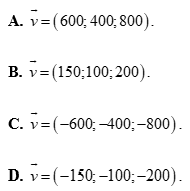 A. v⃗=(600; 400; 800).
B. v⃗=(150;100; 200).
C. v⃗=(−600; −400; −800).
D. v⃗=(−150; −100; −200).